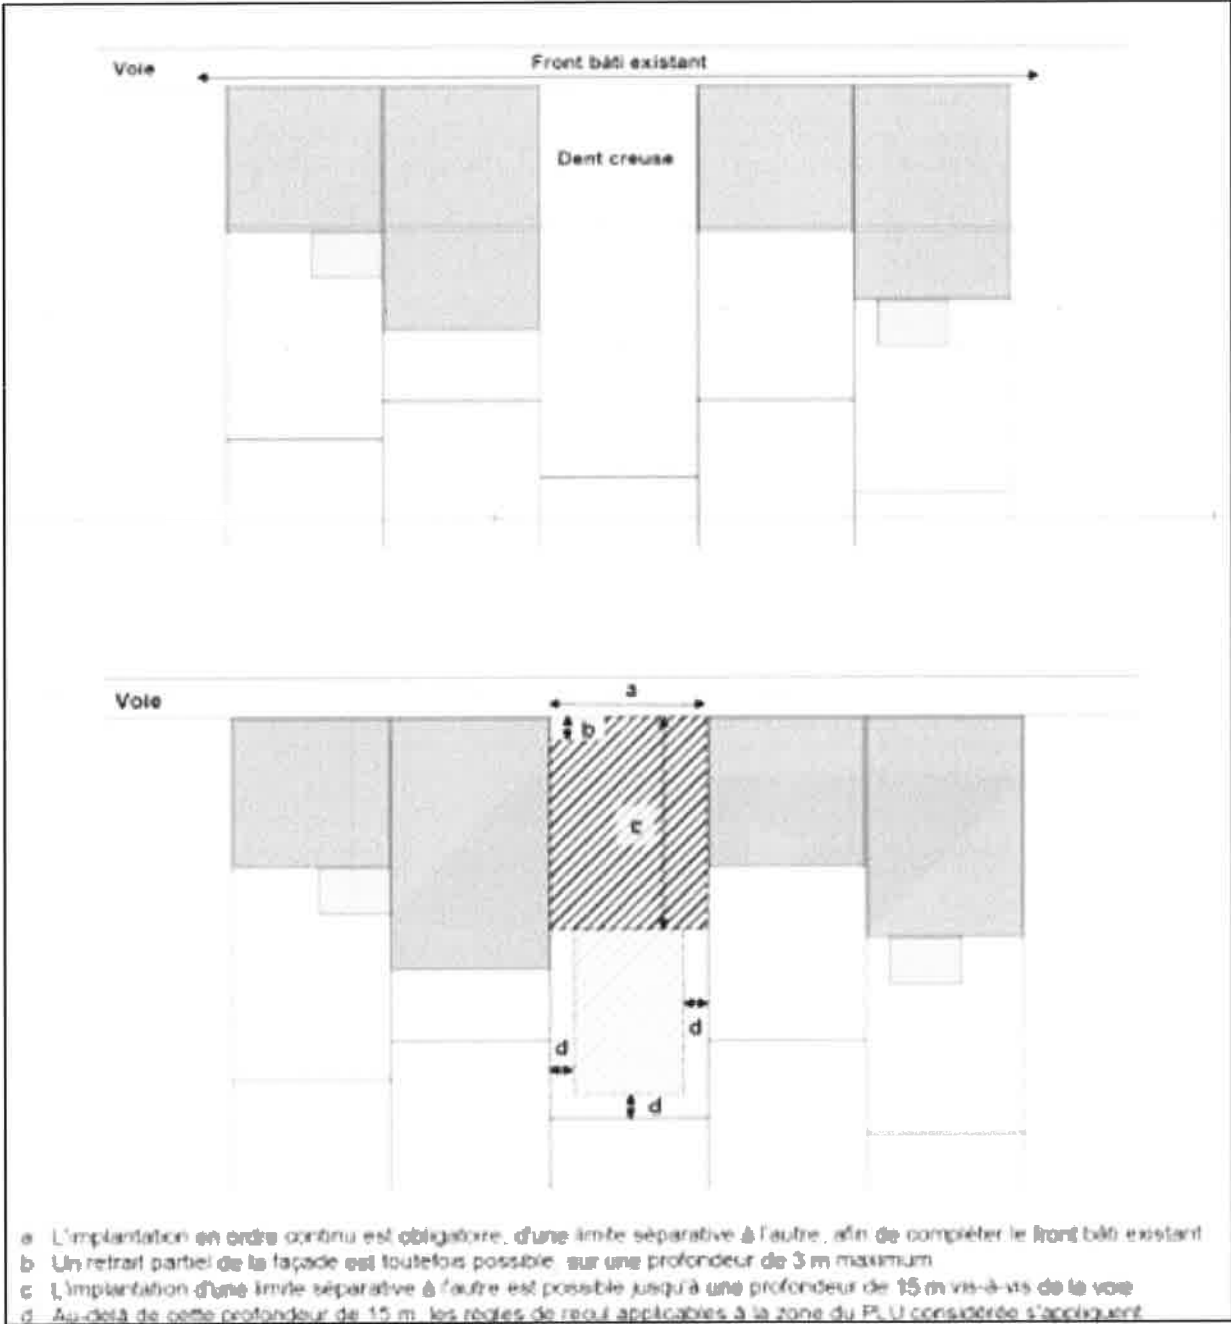 Voie
Front bâti existant
Dent creuse
Voie
a
b
c
d
d
d
a L'implantation en ordre continu est obligatoire, d'une limite séparative à l'autre, afin de compléter le front bâti existant
b Un retrait partiel de la façade est toutefois possible, sur une profondeur de 3 m maximum
c L'implantation d'une limite séparative à l'autre est possible jusqu'à une profondeur de 15 m vis-à-vis de la voie
d Au-delà de cette profondeur de 15 m, les règles de recul applicables à la zone du PLU considérée s'appliquent